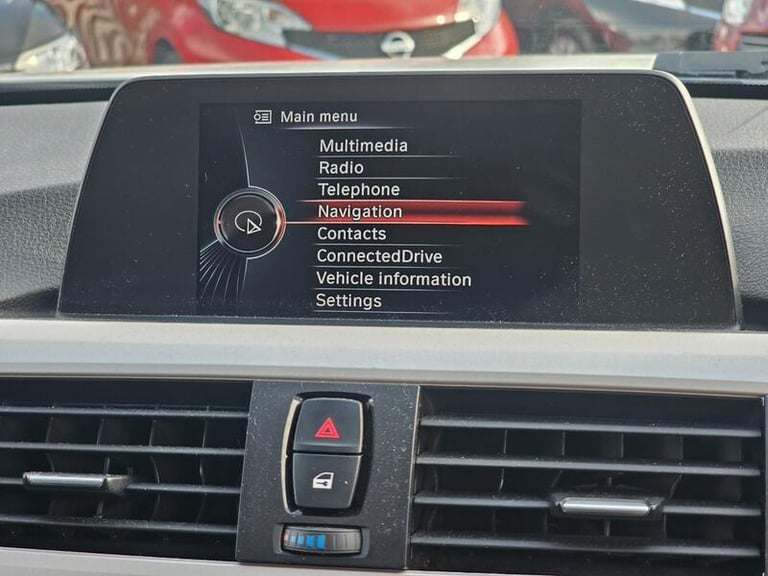 Main menu
Multimedia
Radio
Telephone
Navigation
Contacts
ConnectedDrive
Vehicle information
Settings